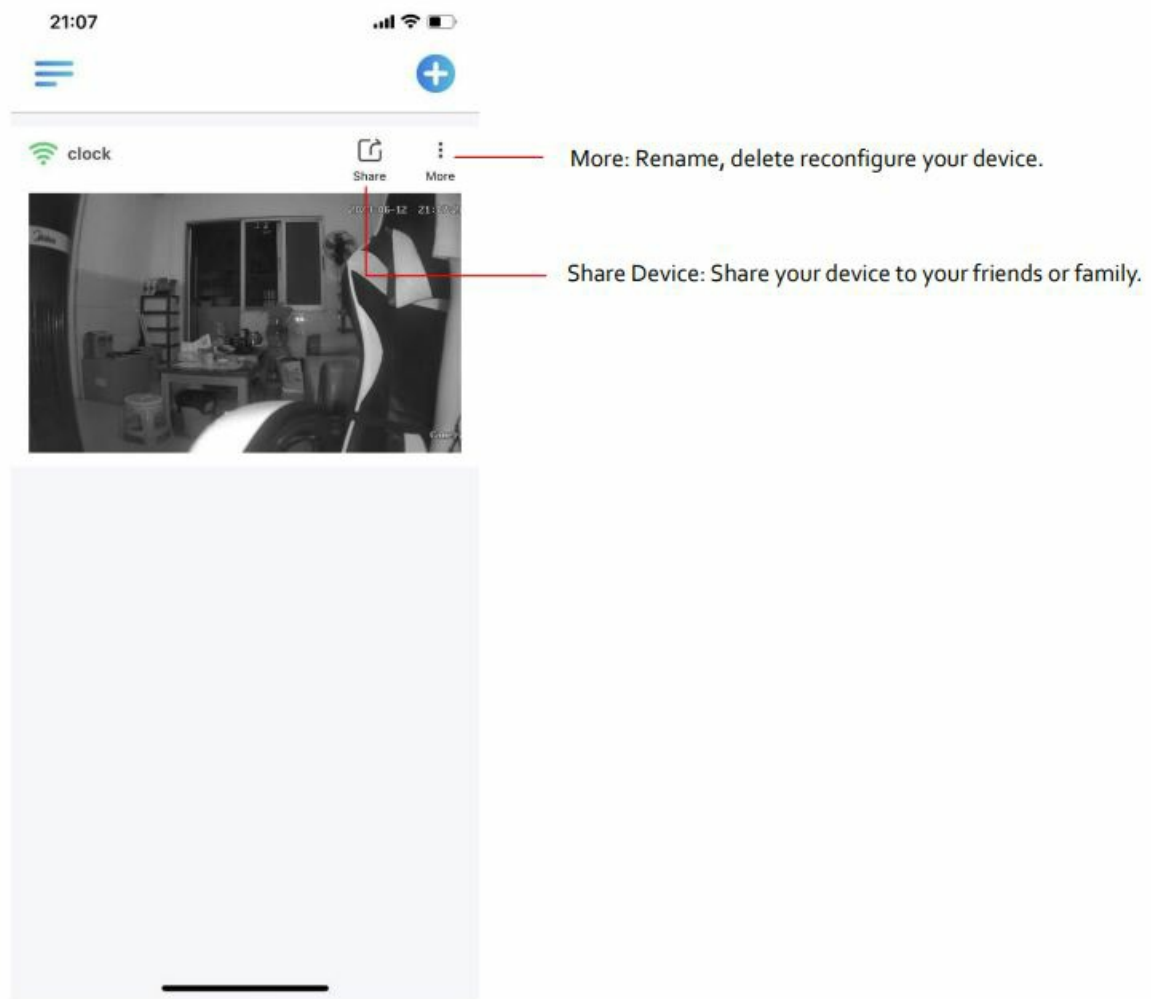 21:07
clock
Share
More
More: Rename, delete reconfigure your device.
Share Device: Share your device to your friends or family.